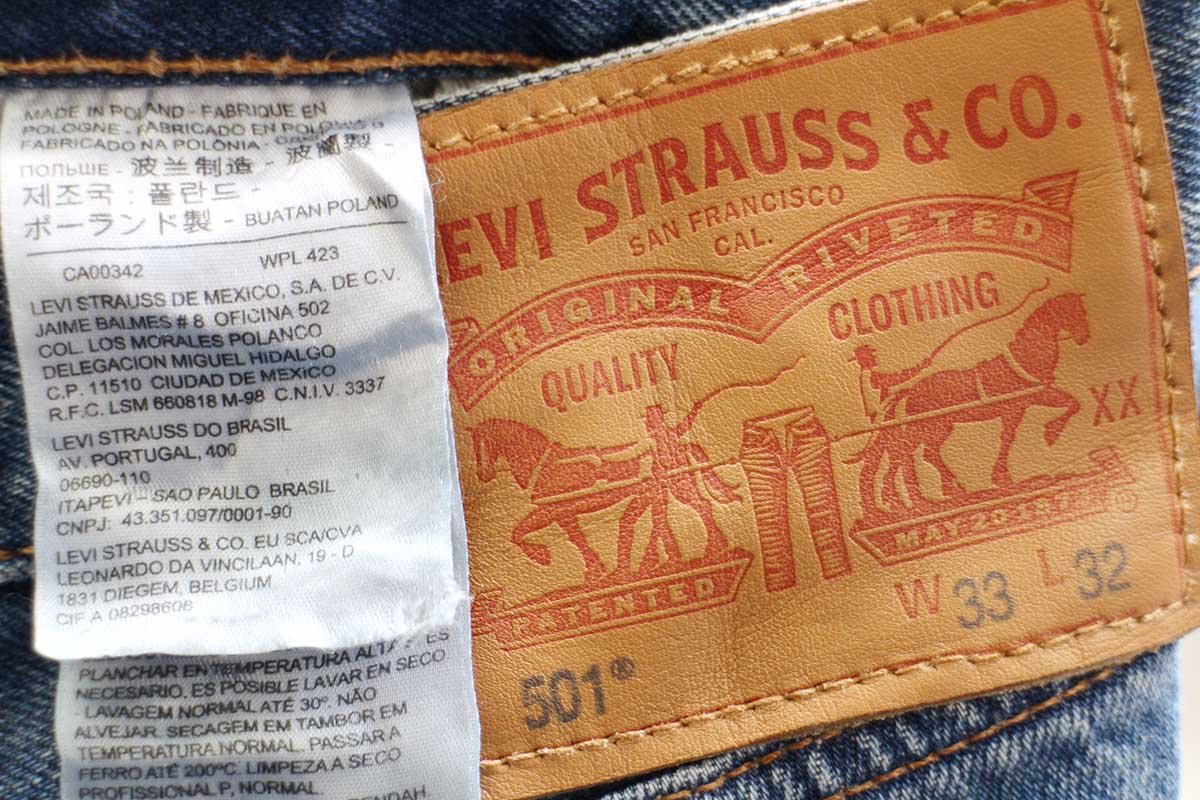 MADE IN POLAND - FABRIQUE EN
POLOGNE - FABRICADO EN POLONIA
FABRICADO NA POLÔNIA -
ПОЛЬШЕ - 波兰制造 - 波蘭製 -
제조국 : 폴란드 -
ポーランド製 - BUATAN POLAND
CA00342 WPL 423
LEVI STRAUSS DE MEXICO, S.A. DE C.V.
JAIME BALMES # 8 OFICINA 502
COL. LOS MORALES POLANCO
DELEGACION MIGUEL HIDALGO
C.P. 11510 CIUDAD DE MEXICO
R.F.C. LSM 660818 M-98 C.N.I.V. 3337
LEVI STRAUSS DO BRASIL
AV. PORTUGAL, 400
06690-110
ITAPEVI - SAO PAULO BRASIL
CNPJ: 43.351.097/0001-90
LEVI STRAUSS & CO. EU BCA/CVA
LEONARDO DA VINCILAAN, 19 - D
1831 DIEGEM, BELGIUM
CIF A 08298606
PLANCHAR EN TEMPERATURA ALTA ES
NECESARIO. ES POSIBLE LAVAR EN SECO
- LAVAGEM NORMAL ATÉ 30°. NÃO
ALVEJAR. SECAGEM EM TAMBOR EM
TEMPERATURA NORMAL. PASSAR A
FERRO ATÉ 200°C. LIMPEZA A SECO
PROFISSIONAL P, NORMAL
LEVI STRAUSS & CO.
SAN FRANCISCO
CAL.
ORIGINAL RIVETED
QUALITY CLOTHING
XX
PATENTED MAY 20 1873
W 33 L 32
501®